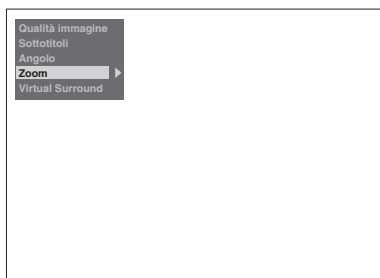 Qualità immagine
Sottotitoli
Angolo
Zoom
Virtual Surround